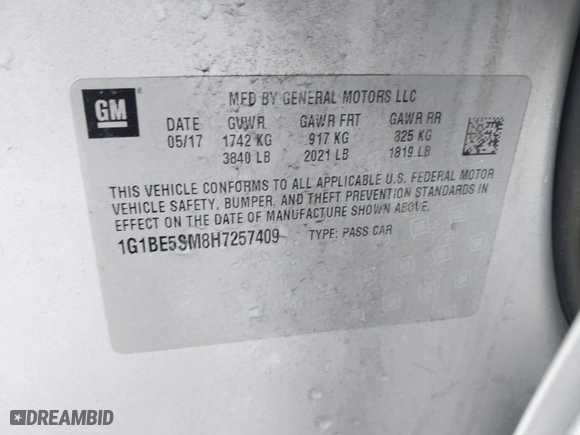 GM
MFD BY GENERAL MOTORS LLC
DATE GVWR GAWR FRT GAWR RR
05/17 1742 KG 917 KG 825 KG
3840 LB 2021 LB 1819 LB
THIS VEHICLE CONFORMS TO ALL APPLICABLE U.S. FEDERAL MOTOR
VEHICLE SAFETY, BUMPER, AND THEFT PREVENTION STANDARDS IN
EFFECT ON THE DATE OF MANUFACTURE SHOWN ABOVE.
1G1BE5SM8H7257409 TYPE: PASS CAR
DREAMBID